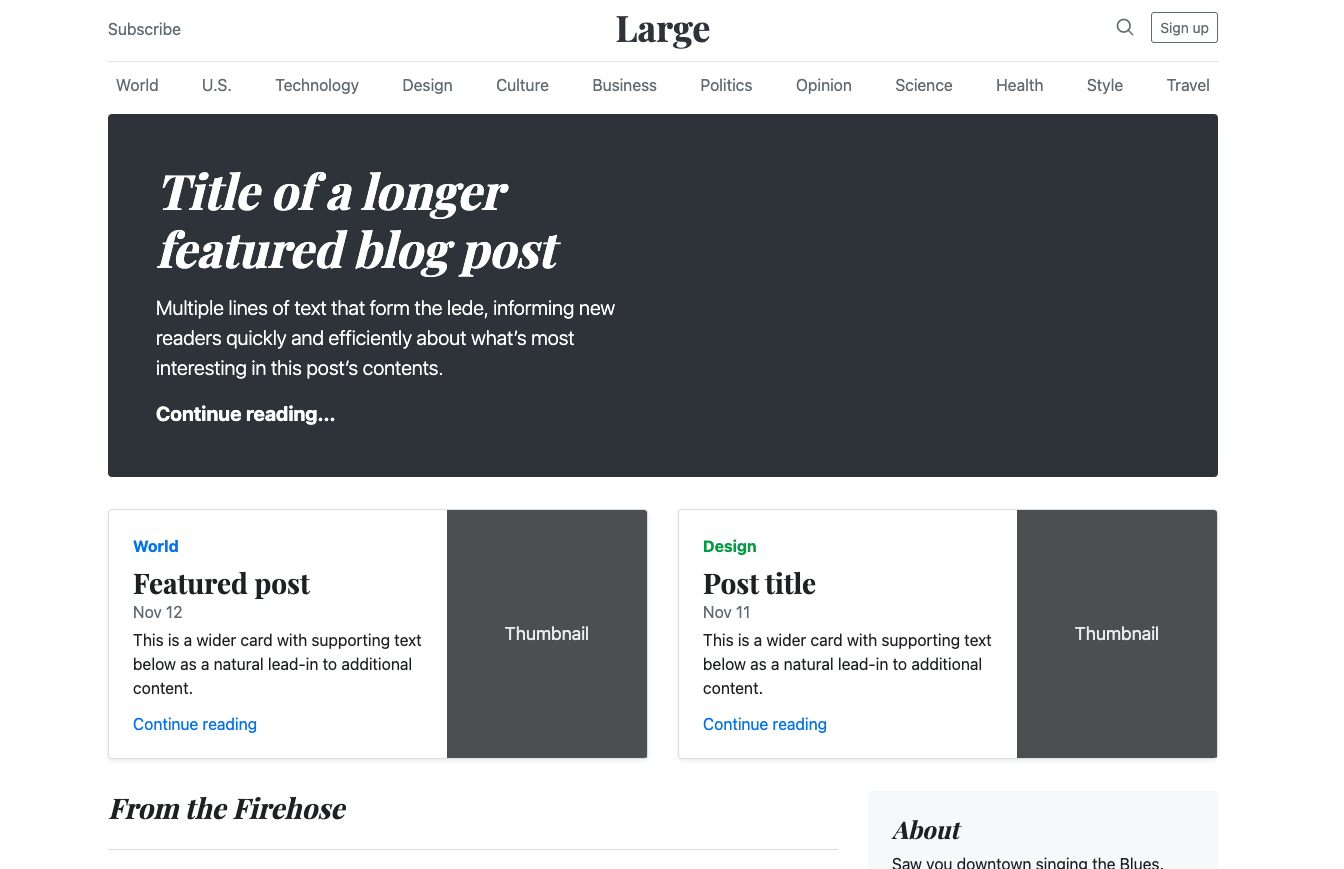 Subscribe
Large
Sign up
World U.S. Technology Design Culture Business Politics Opinion Science Health Style Travel
Title of a longer
featured blog post
Multiple lines of text that form the lede, informing new
readers quickly and efficiently about what’s most
interesting in this post’s contents.
Continue reading...
World
Featured post
Nov 12
This is a wider card with supporting text
below as a natural lead-in to additional
content.
Continue reading
Thumbnail
Design
Post title
Nov 11
This is a wider card with supporting text
below as a natural lead-in to additional
content.
Continue reading
Thumbnail
From the Firehose
About
Saw you downtown singing the Blues.